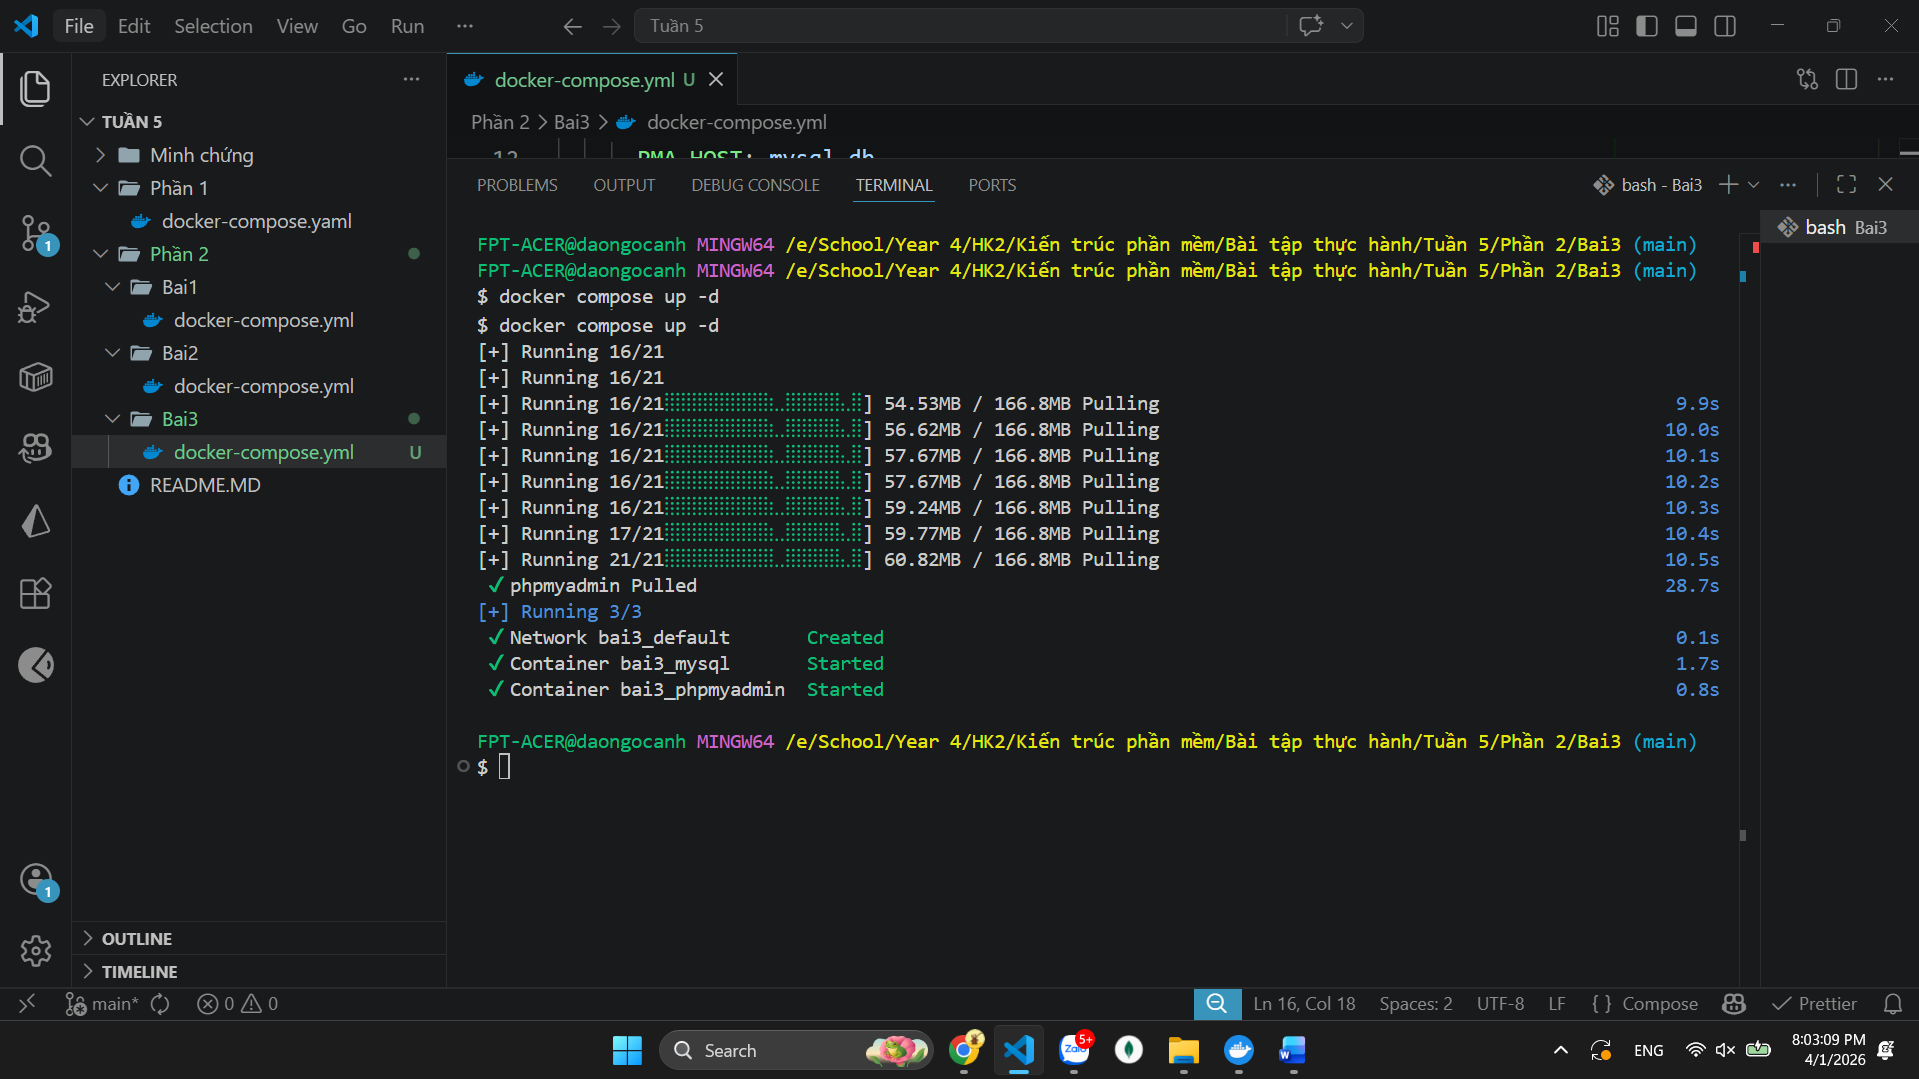 File Edit Selection View Go Run ··· Tuần 5
EXPLORER ···
TUẦN 5
Minh chứng
Phần 1
docker-compose.yaml
Phần 2
Bai1
docker-compose.yml
Bai2
docker-compose.yml
Bai3
docker-compose.yml U
README.MD
OUTLINE
TIMELINE
1
1
docker-compose.yml U
Phần 2 > Bai3 > docker-compose.yml
12 PMA_HOST: mysql_db
PROBLEMS OUTPUT DEBUG CONSOLE TERMINAL PORTS bash - Bai3
bash Bai3
FPT-ACER@daongocanh MINGW64 /e/School/Year 4/HK2/Kiến trúc phần mềm/Bài tập thực hành/Tuần 5/Phần 2/Bai3 (main)
FPT-ACER@daongocanh MINGW64 /e/School/Year 4/HK2/Kiến trúc phần mềm/Bài tập thực hành/Tuần 5/Phần 2/Bai3 (main)
$ docker compose up -d
$ docker compose up -d
[+] Running 16/21
[+] Running 16/21
[+] Running 16/21 ] 54.53MB / 166.8MB Pulling 9.9s
[+] Running 16/21 ] 56.62MB / 166.8MB Pulling 10.0s
[+] Running 16/21 ] 57.67MB / 166.8MB Pulling 10.1s
[+] Running 16/21 ] 57.67MB / 166.8MB Pulling 10.2s
[+] Running 16/21 ] 59.24MB / 166.8MB Pulling 10.3s
[+] Running 17/21 ] 59.77MB / 166.8MB Pulling 10.4s
[+] Running 21/21 ] 60.82MB / 166.8MB Pulling 10.5s
✓ phpmyadmin Pulled 28.7s
[+] Running 3/3
✓ Network bai3_default Created 0.1s
✓ Container bai3_mysql Started 1.7s
✓ Container bai3_phpmyadmin Started 0.8s
FPT-ACER@daongocanh MINGW64 /e/School/Year 4/HK2/Kiến trúc phần mềm/Bài tập thực hành/Tuần 5/Phần 2/Bai3 (main)
$
main* 0 0 Ln 16, Col 18 Spaces: 2 UTF-8 LF {} Compose Prettier
Search Zalo 5+ W ENG 8:03:09 PM
4/1/2026